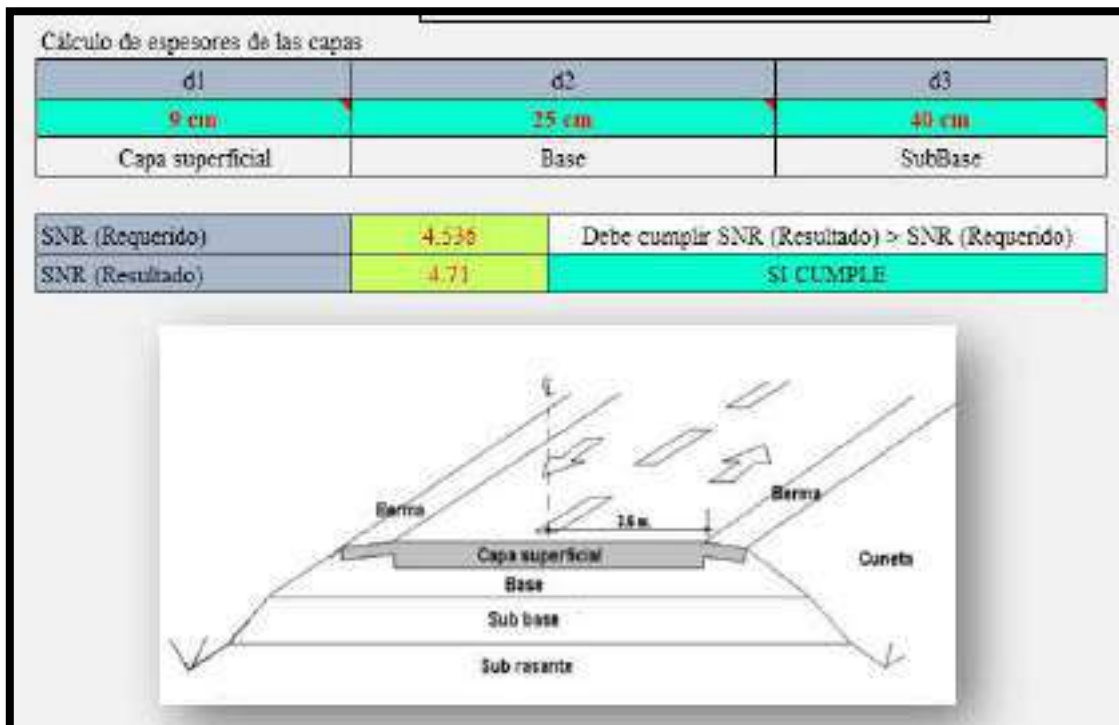 Cálculo de espesores de las capas
d1 d2 d3
9 cm 25 cm 40 cm
Capa superficial Base SubBase
SNR (Requerido) 4.536 Debe cumplir SNR (Resultado) > SNR (Requerido)
SNR (Resultado) 4.71 SI CUMPLE
Berma
Berma
3.6 m.
Capa superficial
Cuneta
Base
Sub base
Sub rasante